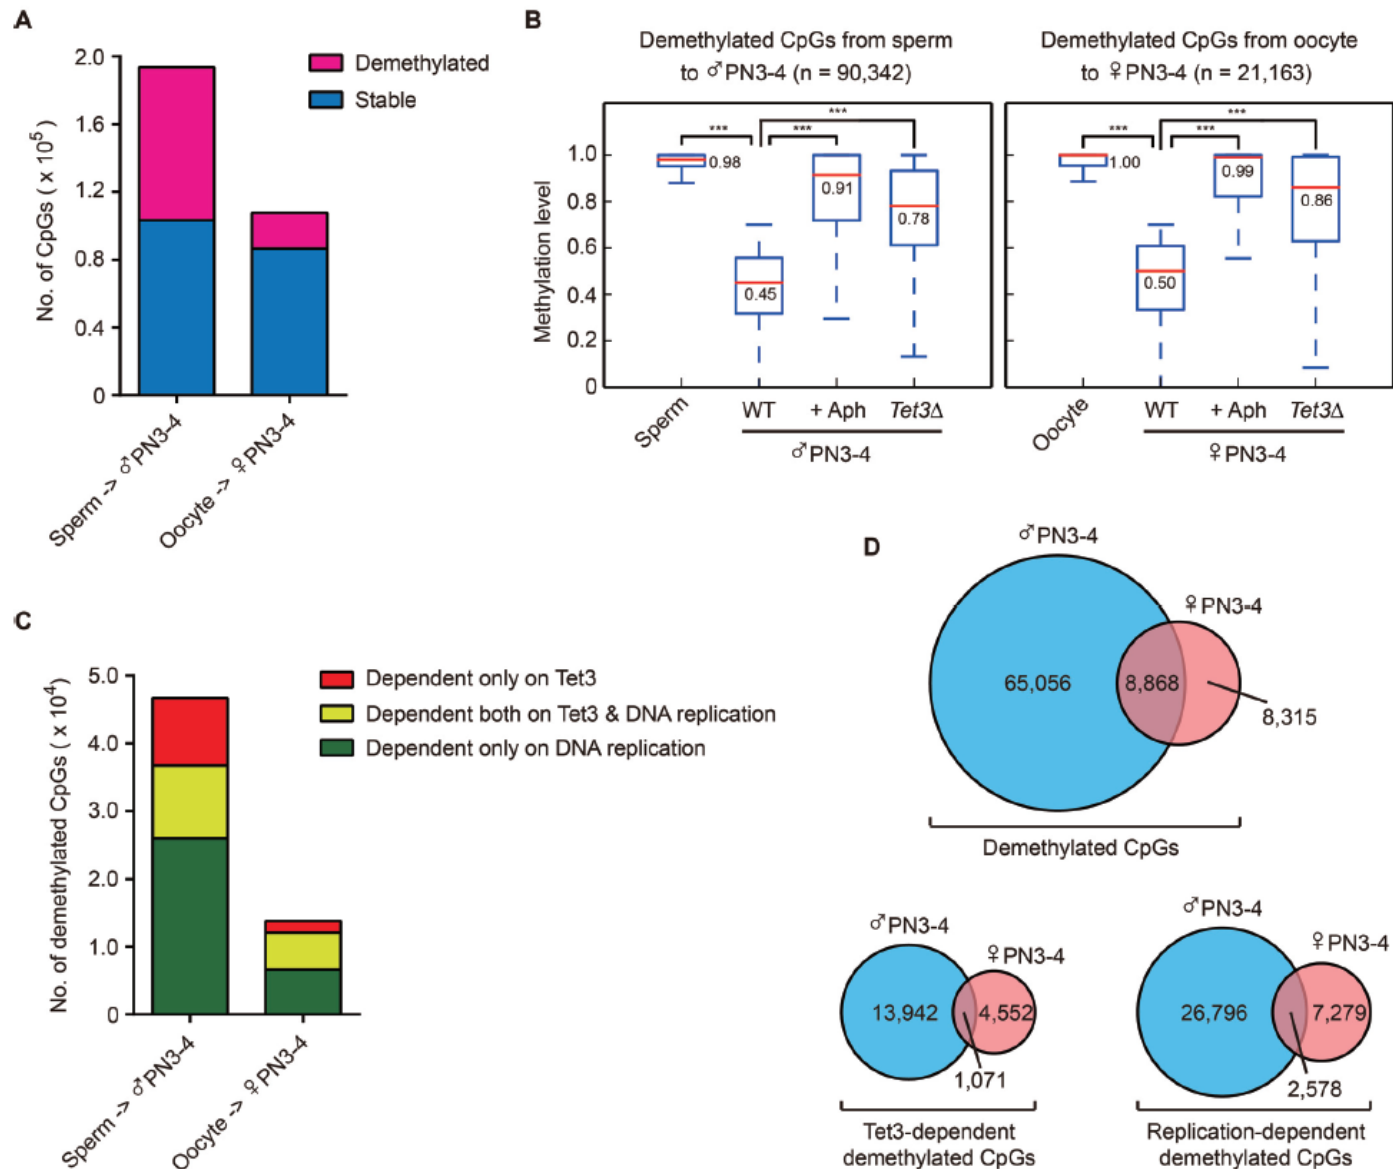 A
2.0
1.6
1.2
0.8
0.4
0
No. of CpGs ( x 10⁵)
Demethylated
Stable
Sperm -> ♂PN3-4
Oocyte -> ♀PN3-4
B
Demethylated CpGs from sperm
to ♂PN3-4 (n = 90,342)
Demethylated CpGs from oocyte
to ♀PN3-4 (n = 21,163)
Methylation level
1.0
0.8
0.6
0.4
0.2
0
***
*** ***
0.98
0.45
0.91
0.78
Sperm
WT + Aph Tet3Δ
♂PN3-4
***
*** ***
1.00
0.50
0.99
0.86
Oocyte
WT + Aph Tet3Δ
♀PN3-4
C
5.0
4.0
3.0
2.0
1.0
0
No. of demethylated CpGs ( x 10⁴)
Dependent only on Tet3
Dependent both on Tet3 & DNA replication
Dependent only on DNA replication
Sperm -> ♂PN3-4
Oocyte -> ♀PN3-4
D
♂PN3-4
♀PN3-4
65,056
8,868
8,315
Demethylated CpGs
♂PN3-4
♀PN3-4
13,942
4,552
1,071
Tet3-dependent
demethylated CpGs
♂PN3-4
♀PN3-4
26,796
7,279
2,578
Replication-dependent
demethylated CpGs